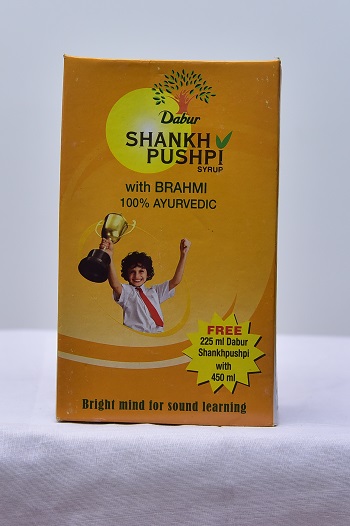 Dabur
SHANKH
PUSHPI
SYRUP
with BRAHMI
100% AYURVEDIC
FREE
225 ml Dabur
Shankhpushpi
with
450 ml
Bright mind for sound learning